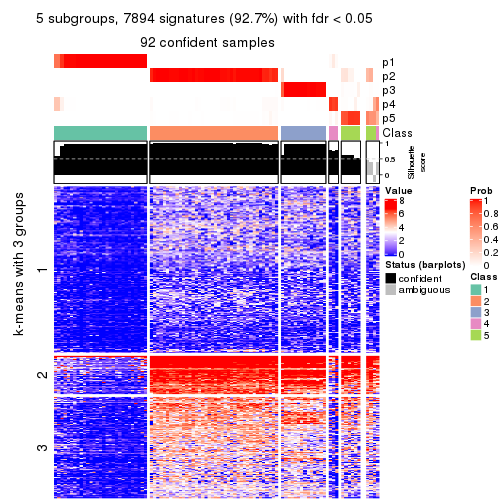 5 subgroups, 7894 signatures (92.7%) with fdr < 0.05
92 confident samples
p1
p2
p3
p4
p5
Class
1
0.5
0
Silhouette
score
k-means with 3 groups
1
2
3
Value
8
6
4
2
0
Status (barplots)
confident
ambiguous
Prob
1
0.8
0.6
0.4
0.2
0
Class
1
2
3
4
5